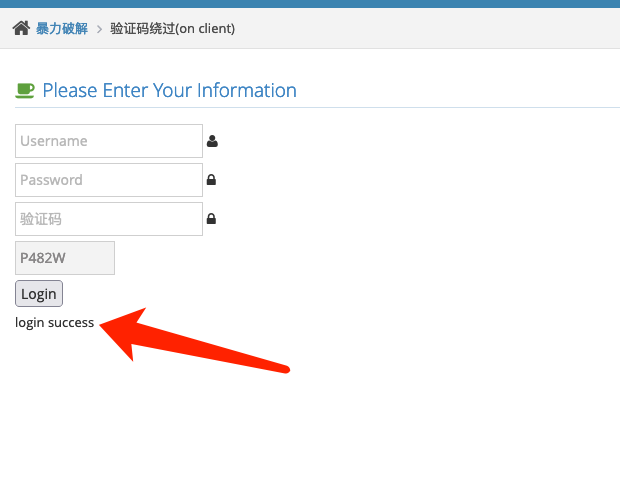 暴力破解 > 验证码绕过(on client)
Please Enter Your Information
Username
Password
验证码
P482W
Login
login success